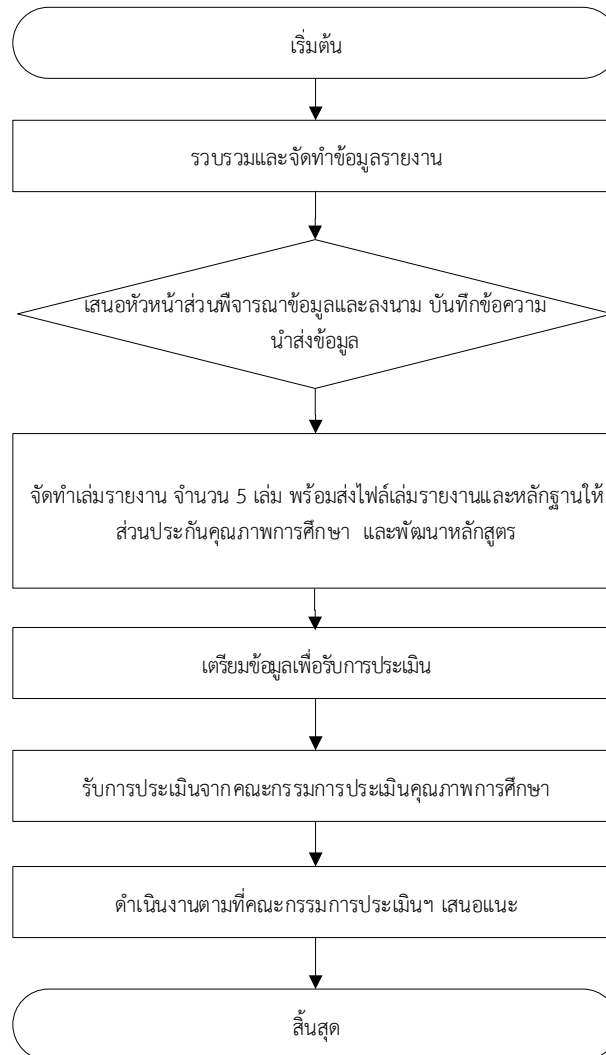 เริ่มต้น
รวบรวมและจัดทำข้อมูลรายงาน
เสนอหัวหน้าส่วนพิจารณาข้อมูลและลงนาม บันทึกข้อความ
นำส่งข้อมูล
จัดทำเล่มรายงาน จำนวน 5 เล่ม พร้อมส่งไฟล์เล่มรายงานและหลักฐานให้
ส่วนประกันคุณภาพการศึกษา และพัฒนาหลักสูตร
เตรียมข้อมูลเพื่อรับการประเมิน
รับการประเมินจากคณะกรรมการประเมินคุณภาพการศึกษา
ดำเนินงานตามที่คณะกรรมการประเมินฯ เสนอแนะ
สิ้นสุด